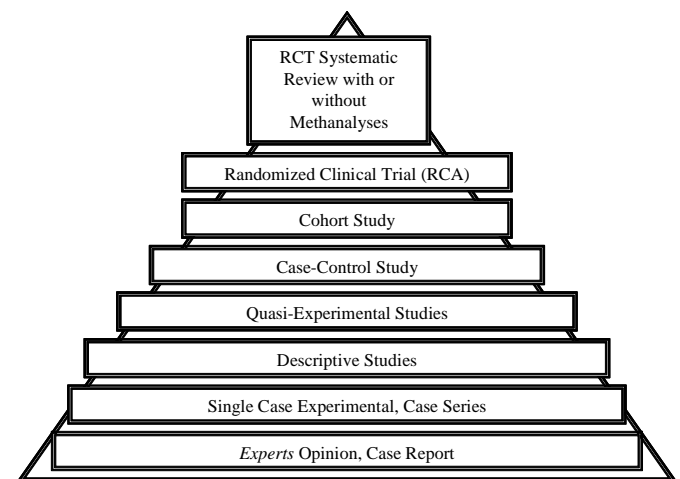 RCT Systematic
Review with or
without
Methanalyses
Randomized Clinical Trial (RCA)
Cohort Study
Case-Control Study
Quasi-Experimental Studies
Descriptive Studies
Single Case Experimental, Case Series
Experts Opinion, Case Report